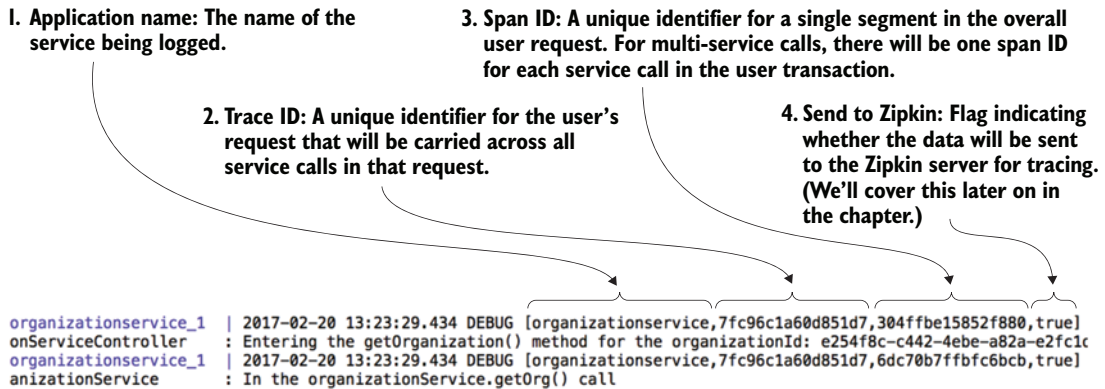 1. Application name: The name of the
service being logged.
2. Trace ID: A unique identifier for the user's
request that will be carried across all
service calls in that request.
3. Span ID: A unique identifier for a single segment in the overall
user request. For multi-service calls, there will be one span ID
for each service call in the user transaction.
4. Send to Zipkin: Flag indicating
whether the data will be sent
to the Zipkin server for tracing.
(We'll cover this later on in
the chapter.)
organizationservice_1 | 2017-02-20 13:23:29.434 DEBUG [organizationservice,7fc96c1a60d851d7,304ffbe15852f880,true]
onServiceController : Entering the getOrganization() method for the organizationId: e254f8c-c442-4ebe-a82a-e2fc1c
organizationservice_1 | 2017-02-20 13:23:29.434 DEBUG [organizationservice,7fc96c1a60d851d7,6dc70b7ffbfc6bcb,true]
anizationService : In the organizationService.getOrg() call